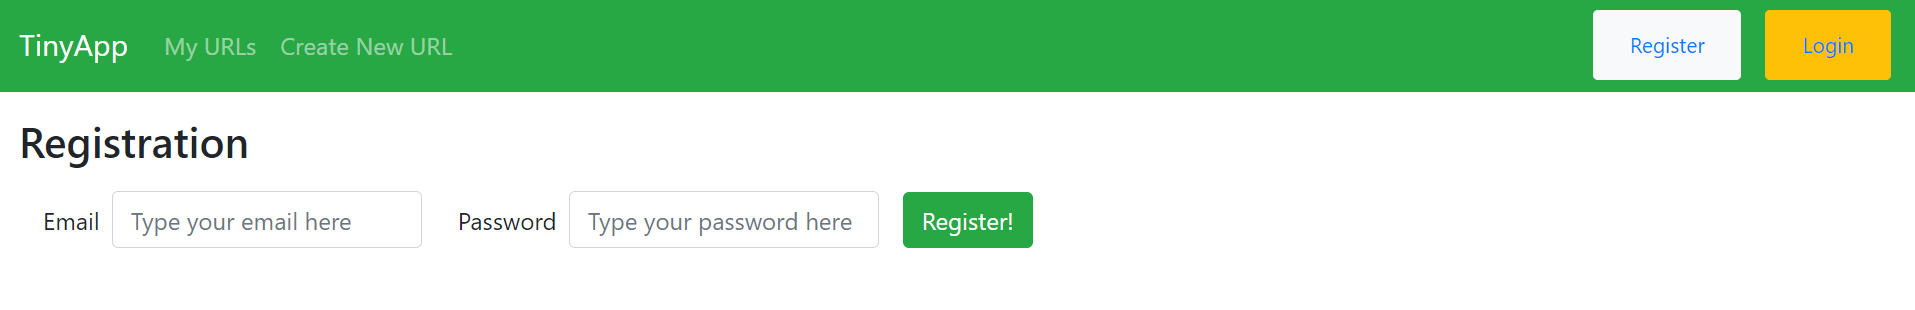 TinyApp My URLs Create New URL Register Login
Registration
Email Type your email here Password Type your password here Register!